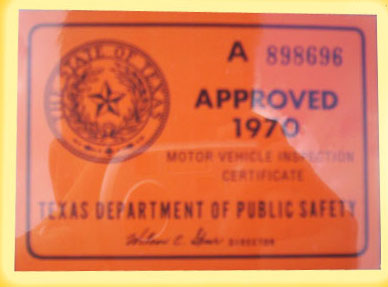 THE STATE OF TEXAS
A 898696
APPROVED
1970
MOTOR VEHICLE INSPECTION
CERTIFICATE
TEXAS DEPARTMENT OF PUBLIC SAFETY
DIRECTOR